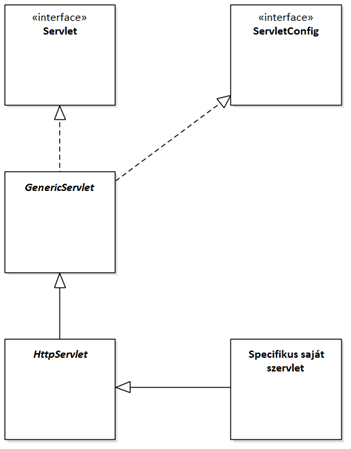 «interface»
Servlet
«interface»
ServletConfig
GenericServlet
HttpServlet
Specifikus saját
szervlet